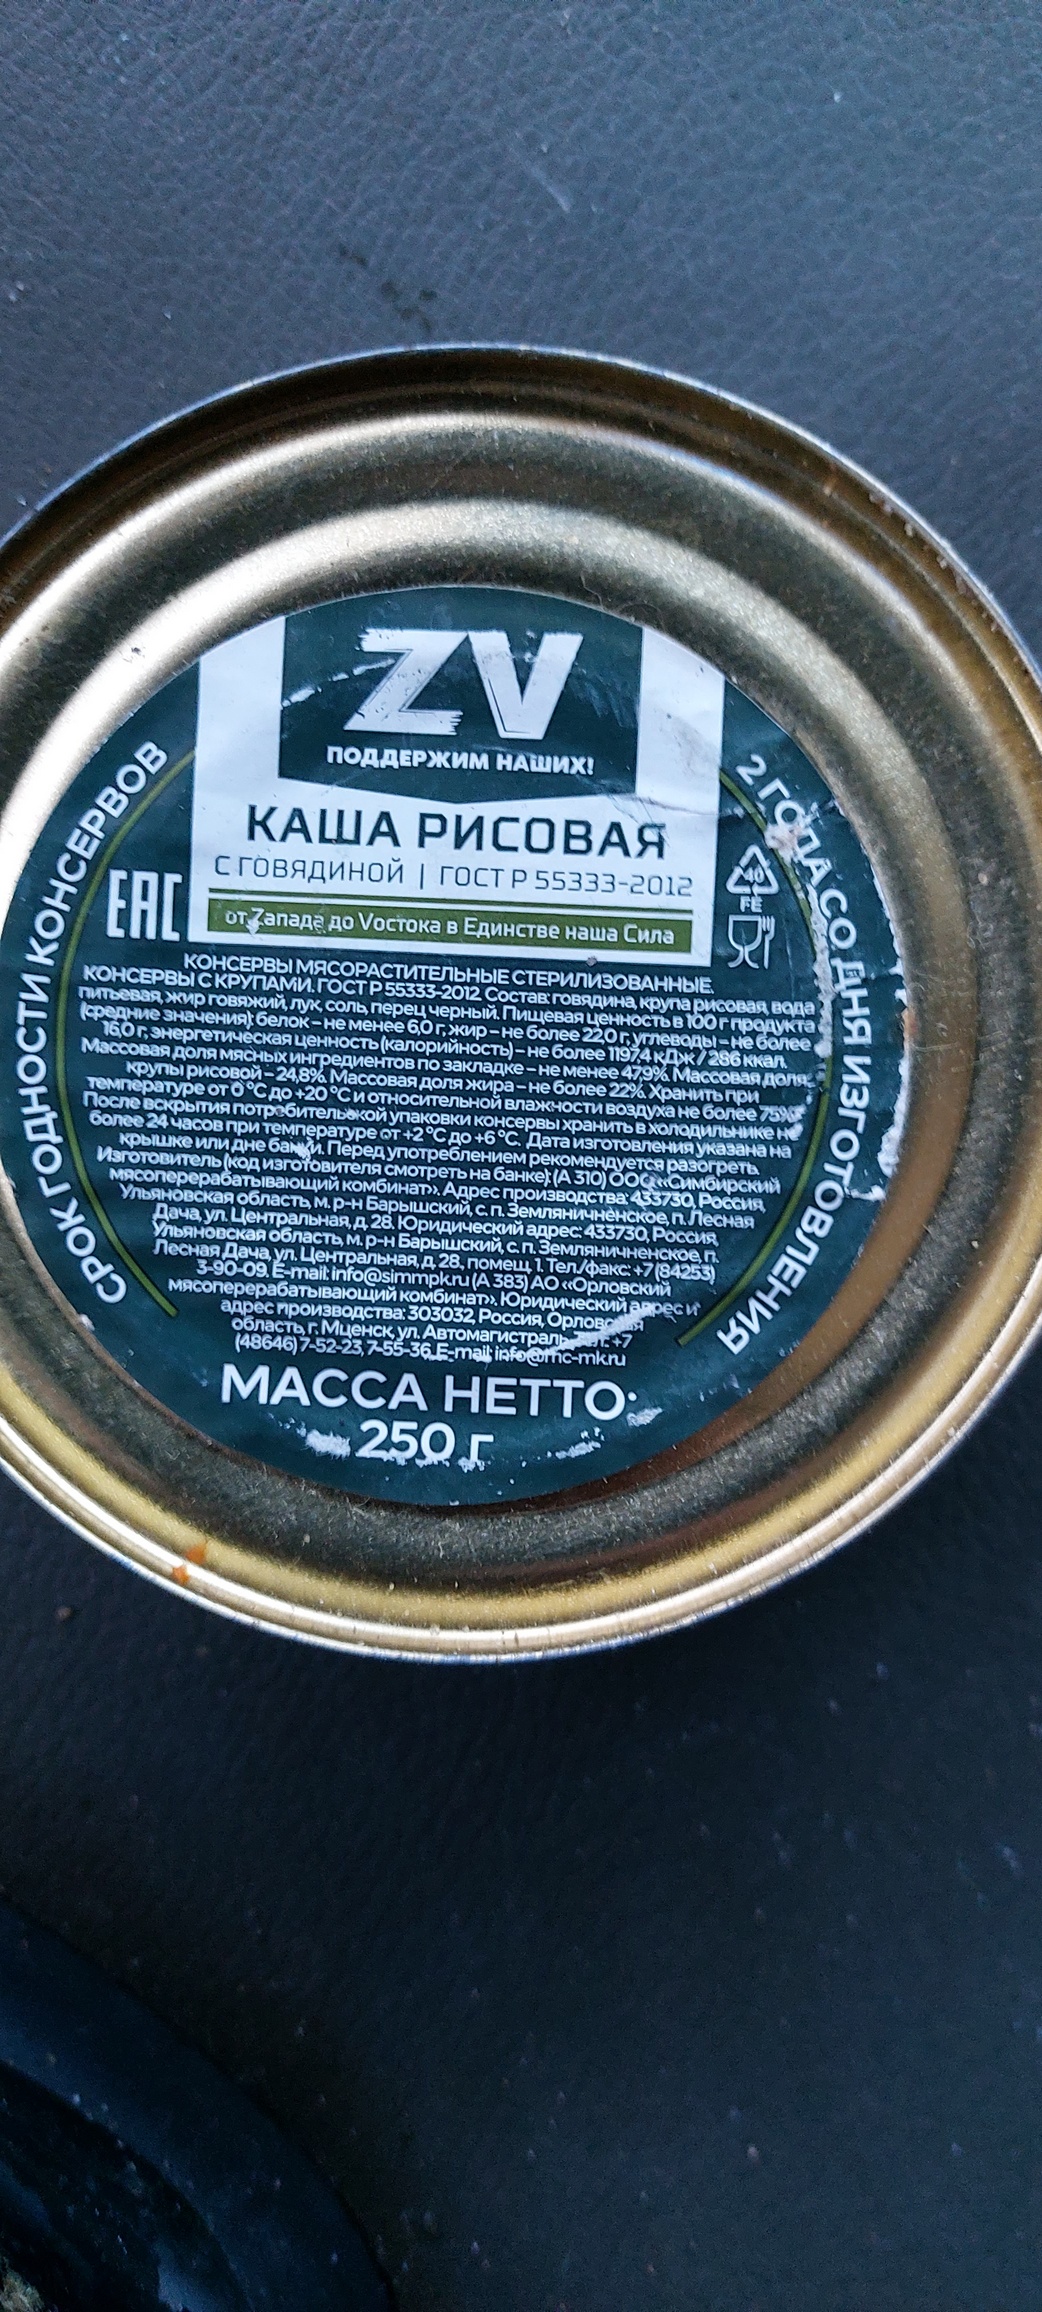 ZV
ПОДДЕРЖИМ НАШИХ!
КАША РИСОВАЯ
С ГОВЯДИНОЙ | ГОСТ Р 55333-2012
от Zапада до Vостока в Единстве наша Сила
EAC
40
FE
СРОК ГОДНОСТИ КОНСЕРВОВ
2 ГОДА СО ДНЯ ИЗГОТОВЛЕНИЯ
КОНСЕРВЫ МЯСОРАСТИТЕЛЬНЫЕ СТЕРИЛИЗОВАННЫЕ.
КОНСЕРВЫ С КРУПАМИ. ГОСТ Р 55333-2012. Состав: говядина, крупа рисовая, вода
питьевая, жир говяжий, лук, соль, перец черный. Пищевая ценность в 100 г продукта
(средние значения): белок – не менее 6,0 г, жир – не более 22,0 г, углеводы – не более
16,0 г, энергетическая ценность (калорийность) – не более 1197,4 кДж / 286 ккал.
Массовая доля мясных ингредиентов по закладке – не менее 47,9%. Массовая доля
крупы рисовой – 24,8%. Массовая доля жира – не более 22%. Хранить при
температуре от 0 °С до +20 °С и относительной влажности воздуха не более 75%.
После вскрытия потребительской упаковки консервы хранить в холодильнике не
более 24 часов при температуре от +2 °С до +6 °С. Дата изготовления указана на
крышке или дне банки. Перед употреблением рекомендуется разогреть.
Изготовитель (код изготовителя смотреть на банке): (А 310) ООО «Симбирский
мясоперерабатывающий комбинат». Адрес производства: 433730, Россия,
Ульяновская область, м. р-н Барышский, с. п. Земляничненское, п. Лесная
Дача, ул. Центральная, д. 28. Юридический адрес: 433730, Россия,
Ульяновская область, м. р-н Барышский, с. п. Земляничненское, п.
Лесная Дача, ул. Центральная, д. 28, помещ. 1. Тел./факс: +7 (84253)
3-90-09. E-mail: info@simmpk.ru (А 383) АО «Орловский
мясоперерабатывающий комбинат». Юридический адрес и
адрес производства: 303032, Россия, Орловская
область, г. Мценск, ул. Автомагистраль. Тел.: +7
(48646) 7-52-23, 7-55-36. E-mail: info@mc-mk.ru
МАССА НЕТТО:
250 г